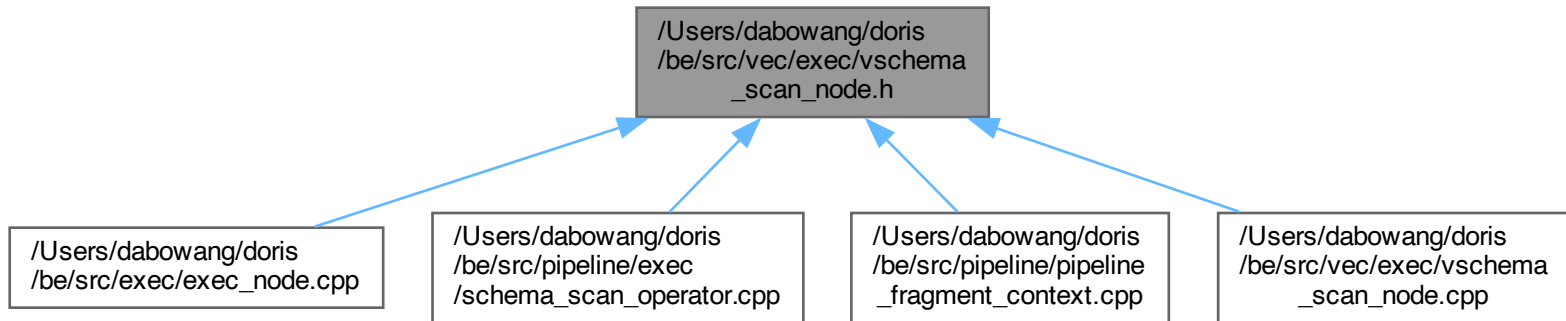 /Users/dabowang/doris
/be/src/vec/exec/vschema
_scan_node.h
/Users/dabowang/doris
/be/src/exec/exec_node.cpp
/Users/dabowang/doris
/be/src/pipeline/exec
/schema_scan_operator.cpp
/Users/dabowang/doris
/be/src/pipeline/pipeline
_fragment_context.cpp
/Users/dabowang/doris
/be/src/vec/exec/vschema
_scan_node.cpp